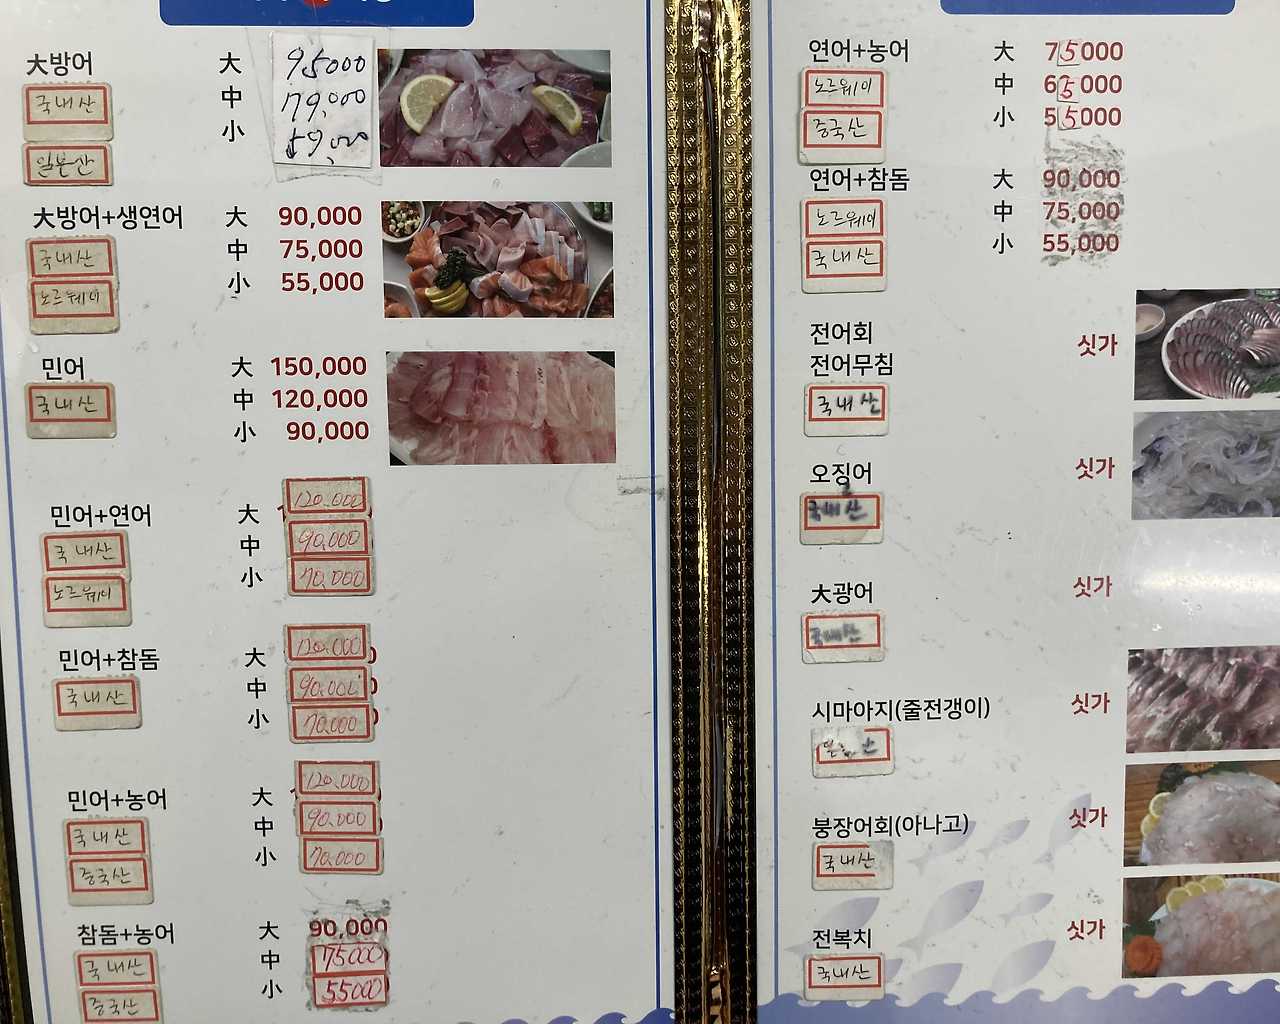 大방어 大 95000
국내산 中 79,000
일본산 小 59,000
大방어+생연어 大 90,000
국내산 中 75,000
노르웨이 小 55,000
민어 大 150,000
국내산 中 120,000
小 90,000
민어+연어 大 120.000
국내산 中 90,000
노르웨이 小 70,000
민어+참돔 大 120.000
국내산 中 90.000
小 70,000
민어+농어 大 120.000
국내산 中 90,000
중국산 小 70.000
참돔+농어 大 90,000
국내산 中 75000
중국산 小 55000
연어+농어 大 75000
노르웨이 中 65000
중국산 小 55000
연어+참돔 大 90,000
노르웨이 中 75,000
국내산 小 55,000
전어회
전어무침 싯가
국내산
오징어 싯가
국내산
大광어 싯가
국내산
시마아지(줄전갱이) 싯가
붕장어회(아나고) 싯가
국내산
전복치 싯가
국내산